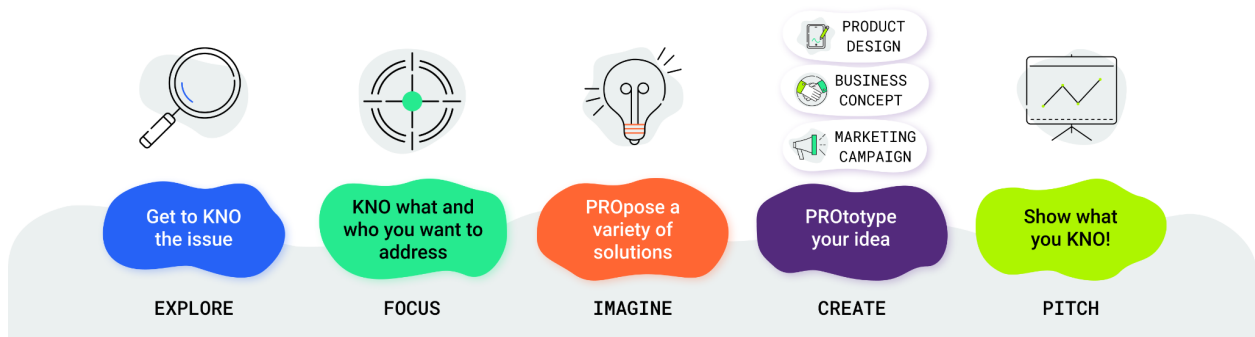 PRODUCT
DESIGN
BUSINESS
CONCEPT
MARKETING
CAMPAIGN
Get to KNO
the issue
KNO what and
who you want to
address
PROpose a
variety of
solutions
PROtotype
your idea
Show what
you KNO!
EXPLORE
FOCUS
IMAGINE
CREATE
PITCH